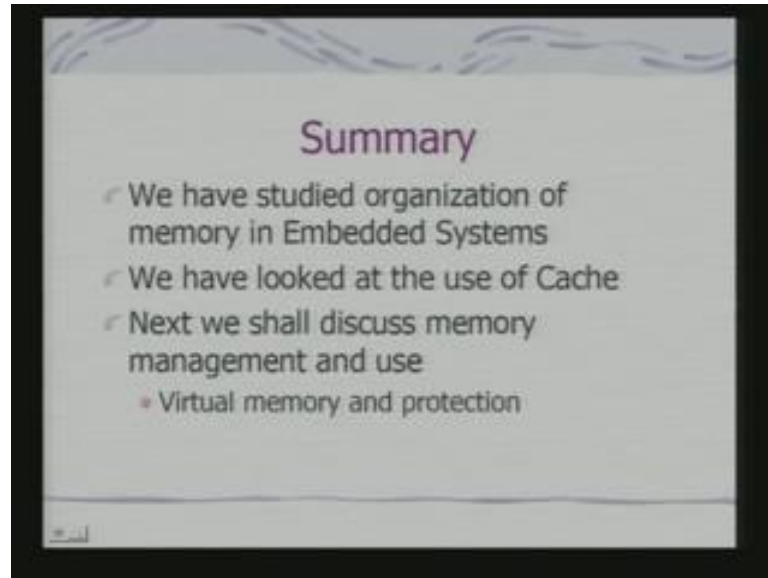 Summary
We have studied organization of
memory in Embedded Systems
We have looked at the use of Cache
Next we shall discuss memory
management and use
Virtual memory and protection